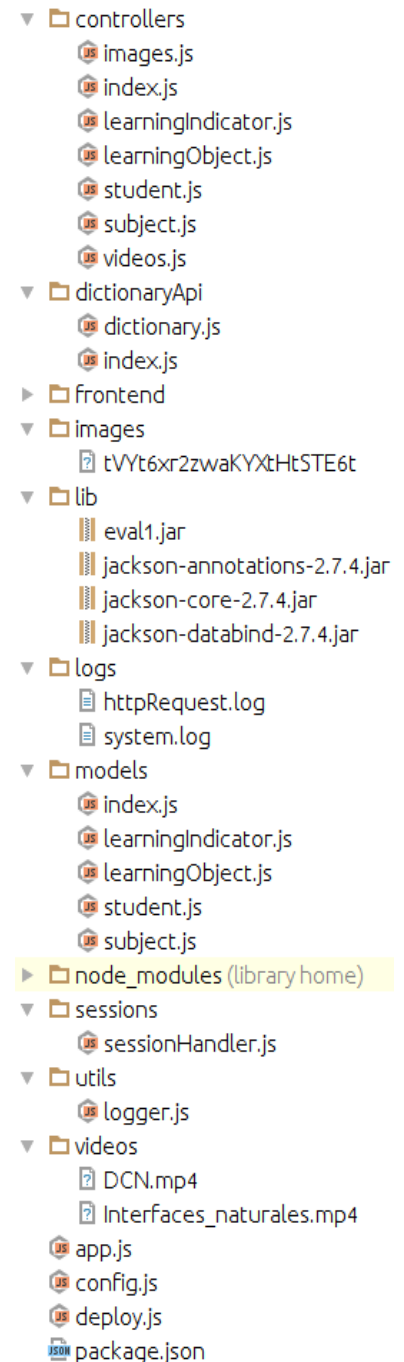 controllers
images.js
index.js
learningIndicator.js
learningObject.js
student.js
subject.js
videos.js
dictionaryApi
dictionary.js
index.js
frontend
images
tVYt6xr2zwaKYXtHtSTE6t
lib
eval1.jar
jackson-annotations-2.7.4.jar
jackson-core-2.7.4.jar
jackson-databind-2.7.4.jar
logs
httpRequest.log
system.log
models
index.js
learningIndicator.js
learningObject.js
student.js
subject.js
node_modules (library home)
sessions
sessionHandler.js
utils
logger.js
videos
DCN.mp4
Interfaces_naturales.mp4
app.js
config.js
deploy.js
package.json